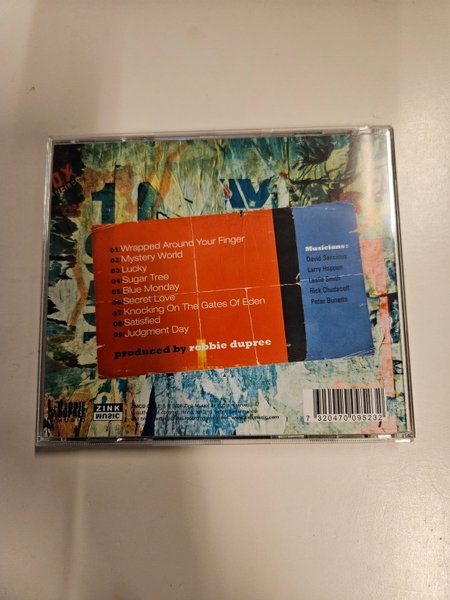 01 Wrapped Around Your Finger
02 Mystery World
03 Lucky
04 Sugar Tree
05 Blue Monday
06 Secret Love
07 Knocking On The Gates Of Eden
08 Satisfied
09 Judgment Day
produced by robbie dupree
Musicians:
David Sancious
Larry Hoppen
Leslie Smith
Rick Chudacoff
Peter Bunetta
MUSIC
ZINK
MUSIC
7 320470 095232